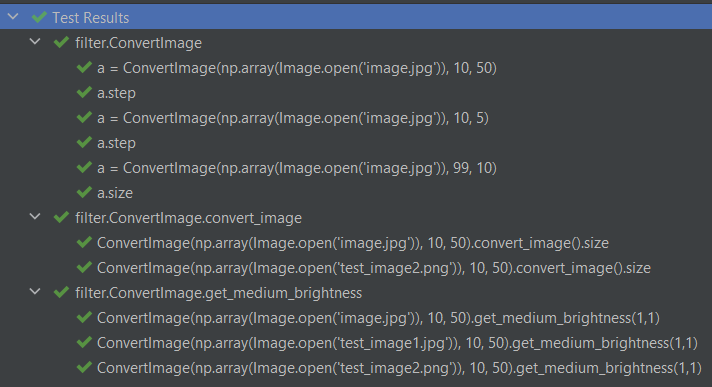 Test Results
filter.ConvertImage
a = ConvertImage(np.array(Image.open('image.jpg')), 10, 50)
a.step
a = ConvertImage(np.array(Image.open('image.jpg')), 10, 5)
a.step
a = ConvertImage(np.array(Image.open('image.jpg')), 99, 10)
a.size
filter.ConvertImage.convert_image
ConvertImage(np.array(Image.open('image.jpg')), 10, 50).convert_image().size
ConvertImage(np.array(Image.open('test_image2.png')), 10, 50).convert_image().size
filter.ConvertImage.get_medium_brightness
ConvertImage(np.array(Image.open('image.jpg')), 10, 50).get_medium_brightness(1,1)
ConvertImage(np.array(Image.open('test_image1.jpg')), 10, 50).get_medium_brightness(1,1)
ConvertImage(np.array(Image.open('test_image2.png')), 10, 50).get_medium_brightness(1,1)